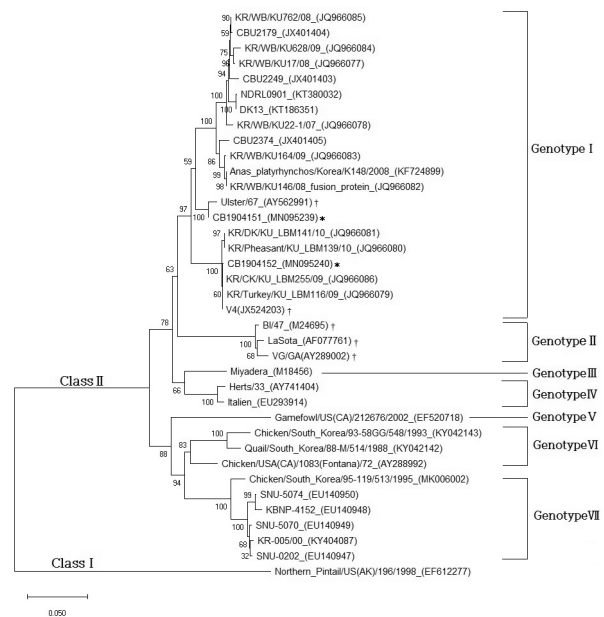 KR/WB/KU762/08_(JQ966085)
CBU2179_(JX401404)
KR/WB/KU628/09_(JQ966084)
KR/WB/KU17/08_(JQ966077)
CBU2249_(JX401403)
NDRL0901_(KT380032)
DK13_(KT186351)
KR/WB/KU22-1/07_(JQ966078)
CBU2374_(JX401405)
KR/WB/KU164/09_(JQ966083)
Anas_platyrhynchos/Korea/K148/2008_(KF724899)
KR/WB/KU146/08_fusion_protein_(JQ966082)
Ulster/67_(AY562991) †
CB1904151_(MN095239) *
KR/DK/KU_LBM141/10_(JQ966081)
KR/Pheasant/KU_LBM139/10_(JQ966080)
CB1904152_(MN095240) *
KR/CK/KU_LBM255/09_(JQ966086)
KR/Turkey/KU_LBM116/09_(JQ966079)
V4(JX524203) †
Genotype I
BI/47_(M24695) †
LaSota_(AF077761) †
VG/GA(AY289002) †
Genotype II
Miyadera_(M18456)
Genotype III
Herts/33_(AY741404)
Italien_(EU293914)
Genotype IV
Gamefowl/US(CA)/212676/2002_(EF520718)
Genotype V
Chicken/South_Korea/93-58GG/548/1993_(KY042143)
Quail/South_Korea/88-M/514/1988_(KY042142)
Chicken/USA(CA)/1083(Fontana)/72_(AY288992)
Genotype VI
Chicken/South_Korea/95-119/513/1995_(MK006002)
SNU-5074_(EU140950)
KBNP-4152_(EU140948)
SNU-5070_(EU140949)
KR-005/00_(KY404087)
SNU-0202_(EU140947)
Genotype VII
Northern_Pintail/US(AK)/196/1998_(EF612277)
Class II
Class I
90
59
75
94
100
100
100
86
99
98
59
100
97
97
100
60
63
100
68
78
66
100
88
83
100
94
100
99
100
68
32
0.050